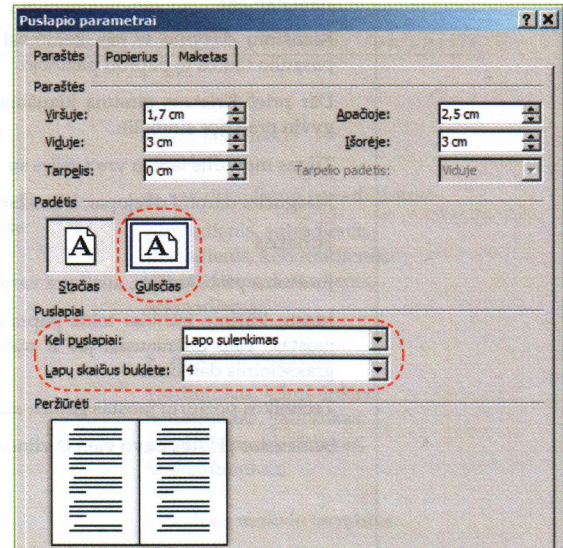 Puslapio parametrai
Paraštės Popierius Maketas
Paraštės
Viršuje: 1,7 cm Apačioje: 2,5 cm
Viduje: 3 cm Išorėje: 3 cm
Tarpelis: 0 cm Tarpelio padėtis: Viduje
Padėtis
A A
Stačias Gulsčias
Puslapiai
Keli puslapiai: Lapo sulenkimas
Lapų skaičius buklete: 4
Peržiūrėti